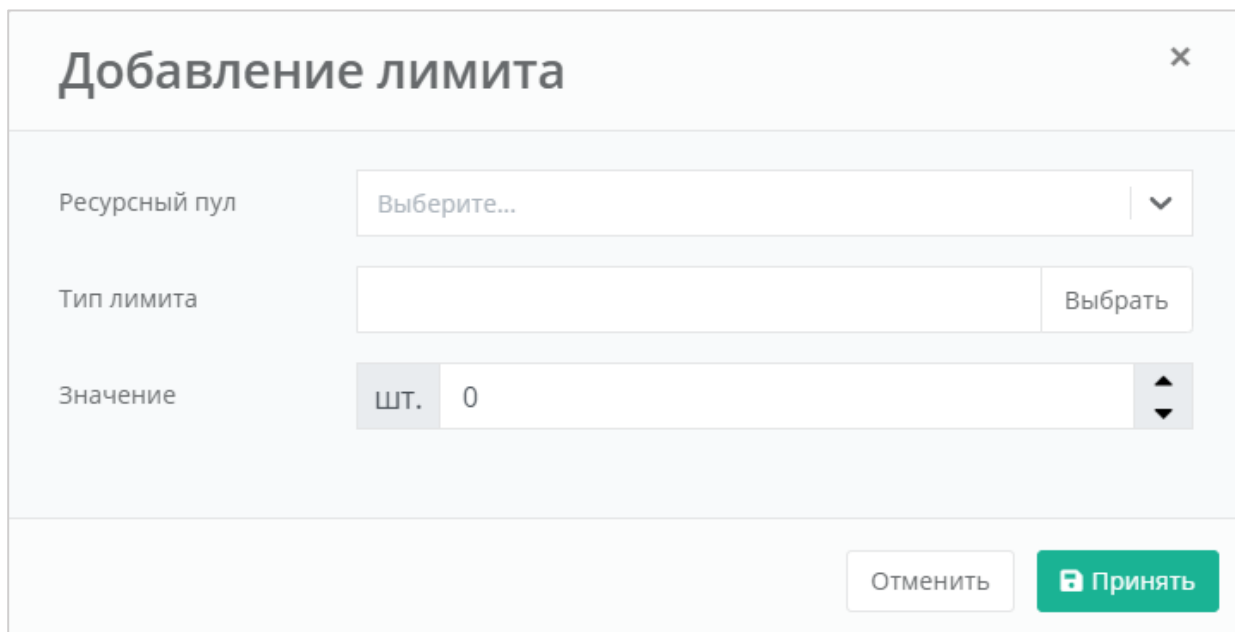 Добавление лимита
×
Ресурсный пул
Выберите...
Тип лимита
Выбрать
Значение
шт. 0
Отменить
Принять